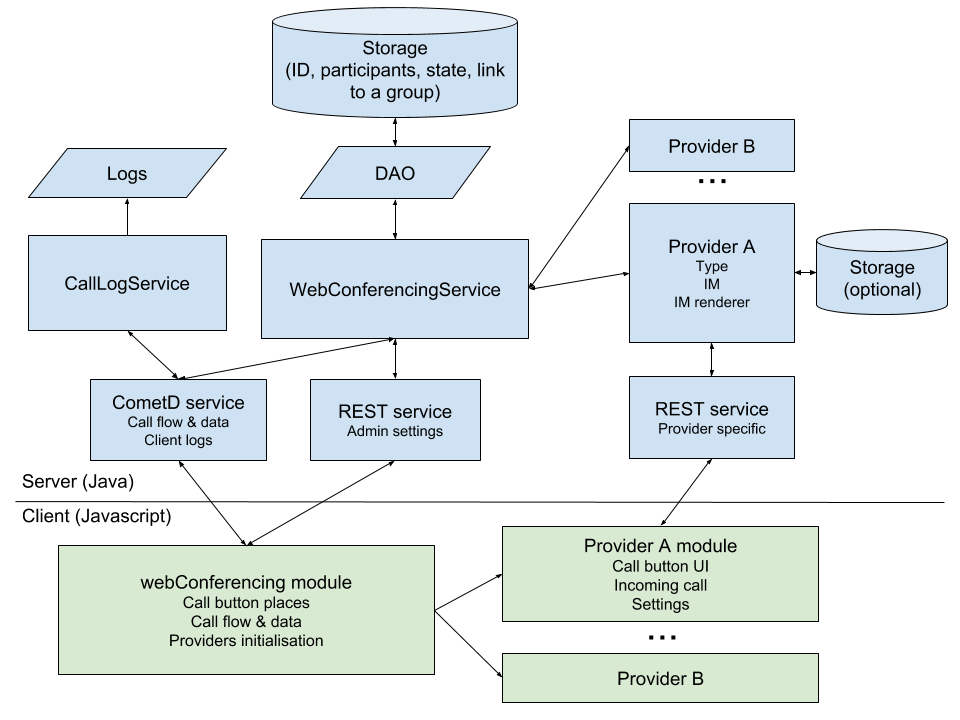 Storage
(ID, participants, state, link
to a group)
Logs
DAO
Provider B
...
CallLogService
WebConferencingService
Provider A
Type
IM
IM renderer
Storage
(optional)
CometD service
Call flow & data
Client logs
REST service
Admin settings
REST service
Provider specific
Server (Java)
Client (Javascript)
webConferencing module
Call button places
Call flow & data
Providers initialisation
Provider A module
Call button UI
Incoming call
Settings
...
Provider B